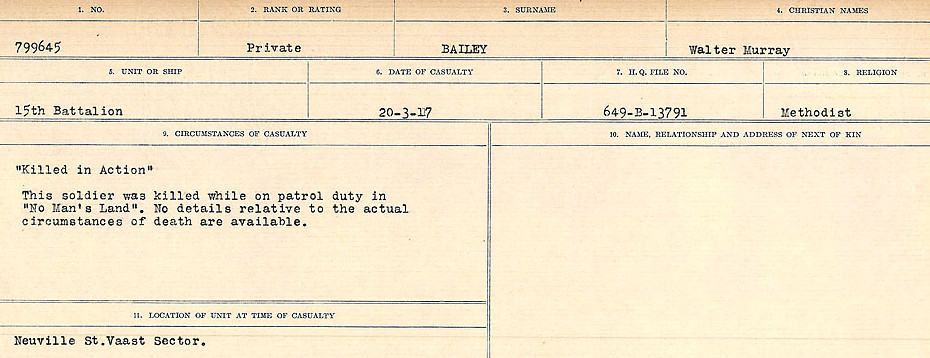 1. NO. 2. RANK OR RATING 3. SURNAME 4. CHRISTIAN NAMES
799645 Private BAILEY Walter Murray
5. UNIT OR SHIP 6. DATE OF CASUALTY 7. H.Q. FILE NO. 8. RELIGION
15th Battalion 20-3-17 649-B-13791 Methodist
9. CIRCUMSTANCES OF CASUALTY 10. NAME, RELATIONSHIP AND ADDRESS OF NEXT OF KIN
"Killed in Action"
This soldier was killed while on patrol duty in
"No Man's Land". No details relative to the actual
circumstances of death are available.
11. LOCATION OF UNIT AT TIME OF CASUALTY
Neuville St.Vaast Sector.